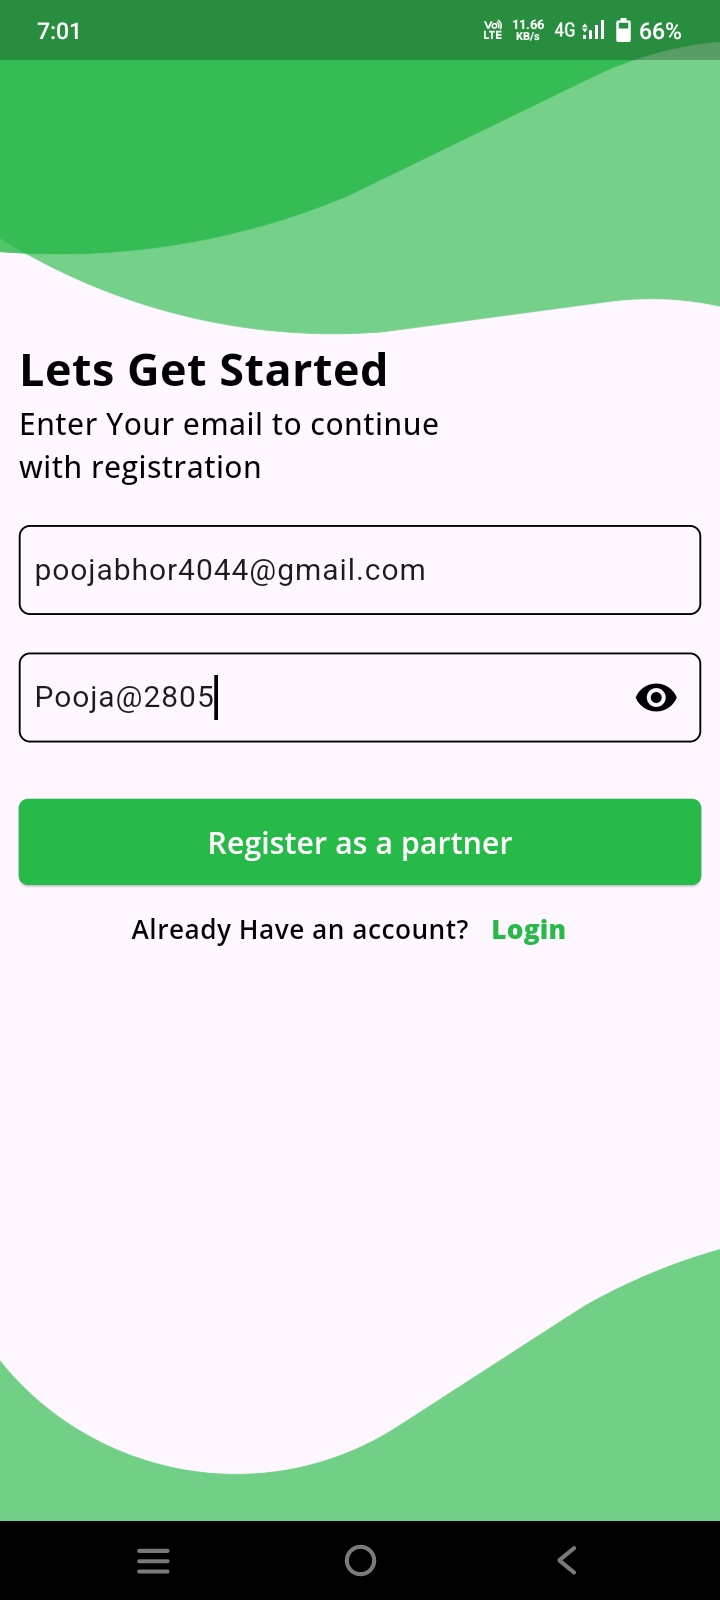 7:01 Vo) LTE 11.66 KB/s 4G 66%
Lets Get Started
Enter Your email to continue
with registration
poojabhor4044@gmail.com
Pooja@2805
Register as a partner
Already Have an account? Login